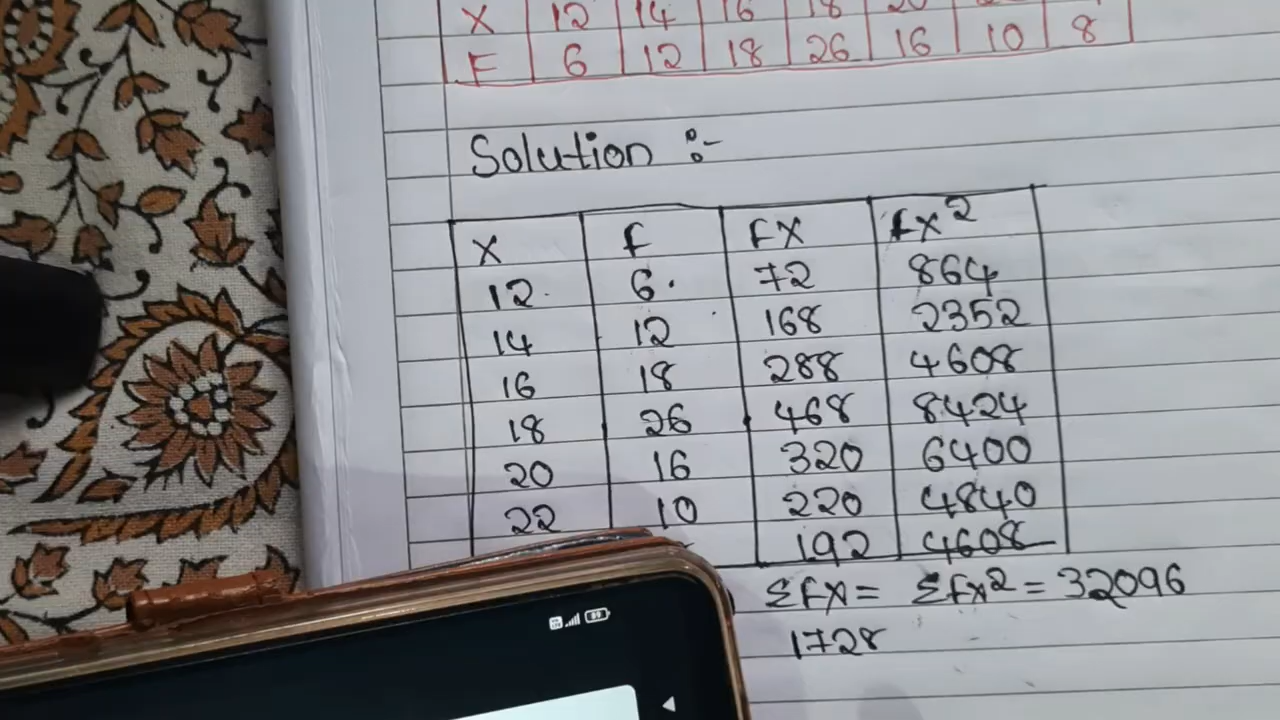 X 12 14 16 18 20
F 6 12 18 26 16 10 8
Solution :-
X F FX FX²
12 6 72 864
14 12 168 2352
16 18 288 4608
18 26 468 8424
20 16 320 6400
22 10 220 4840
192 4608
ΣFX = ΣFX² = 32096
1728
89